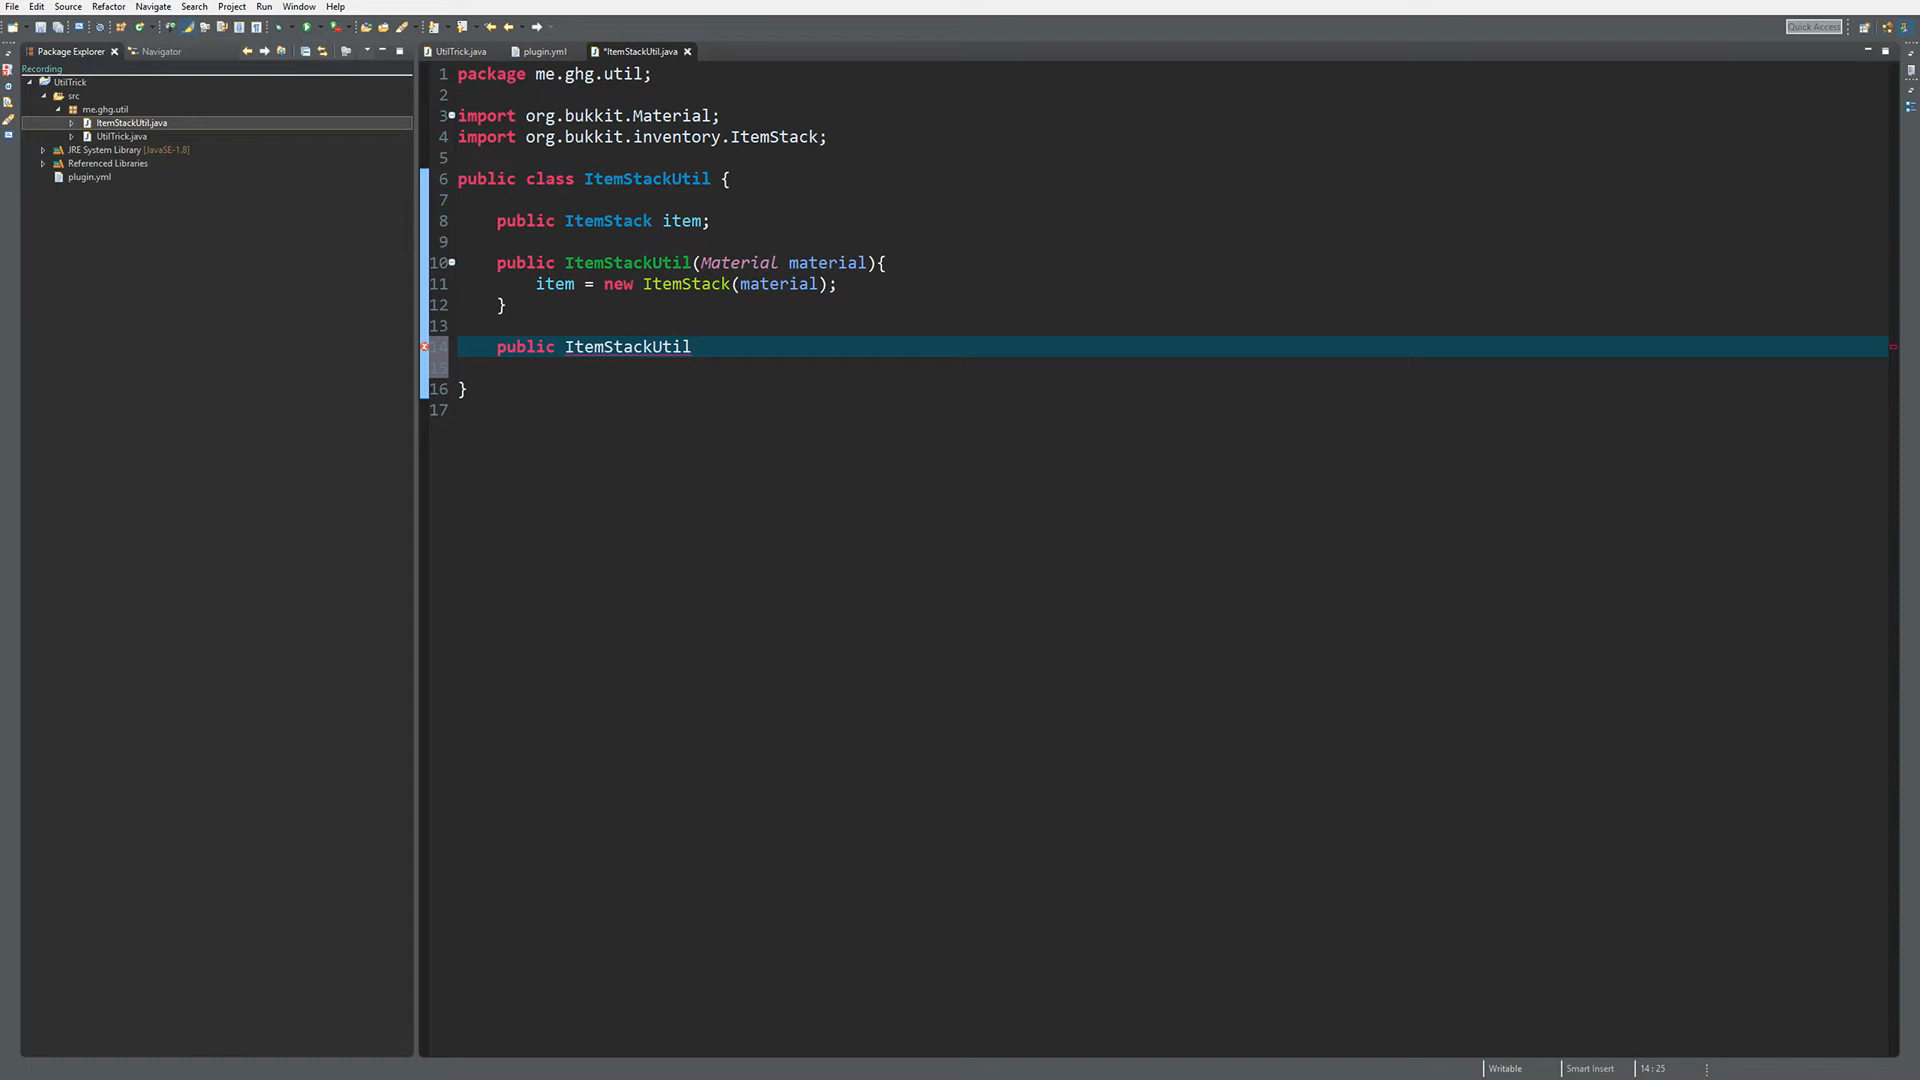 File Edit Source Refactor Navigate Search Project Run Window Help
Quick Access
Package Explorer Navigator
Recording
UtilTrick
src
me.ghg.util
ItemStackUtil.java
UtilTrick.java
JRE System Library [JavaSE-1.8]
Referenced Libraries
plugin.yml
UtilTrick.java plugin.yml *ItemStackUtil.java
1 package me.ghg.util;
2
3 import org.bukkit.Material;
4 import org.bukkit.inventory.ItemStack;
5
6 public class ItemStackUtil {
7
8 public ItemStack item;
9
10 public ItemStackUtil(Material material){
11 item = new ItemStack(material);
12 }
13
14 public ItemStackUtil
15
16 }
17
Writable Smart Insert 14:25